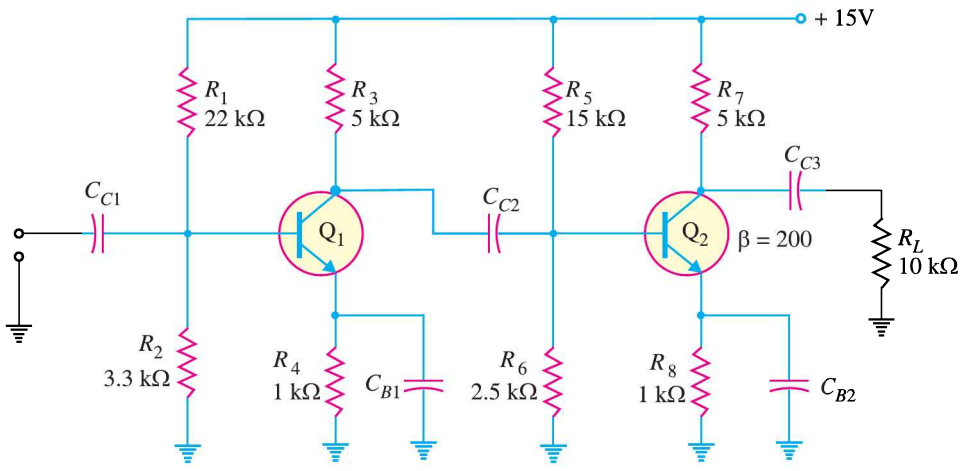 + 15V
R1
22 kΩ
R3
5 kΩ
R5
15 kΩ
R7
5 kΩ
CC1
CC2
CC3
Q1
Q2
β = 200
RL
10 kΩ
R2
3.3 kΩ
R4
1 kΩ
CB1
R6
2.5 kΩ
R8
1 kΩ
CB2